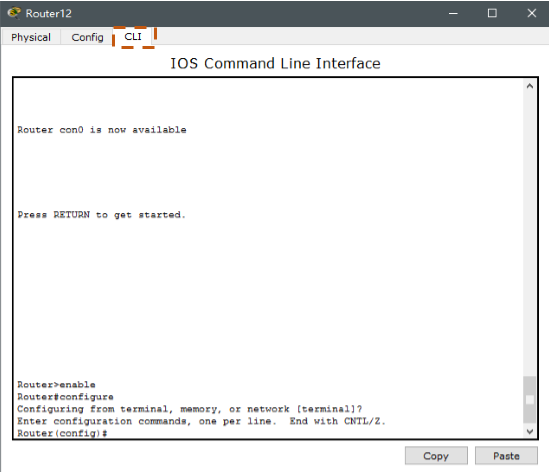 Router12
Physical Config CLI
IOS Command Line Interface
Router con0 is now available
Press RETURN to get started.
Router>enable
Router#configure
Configuring from terminal, memory, or network [terminal]?
Enter configuration commands, one per line.  End with CNTL/Z.
Router(config)#
Copy Paste